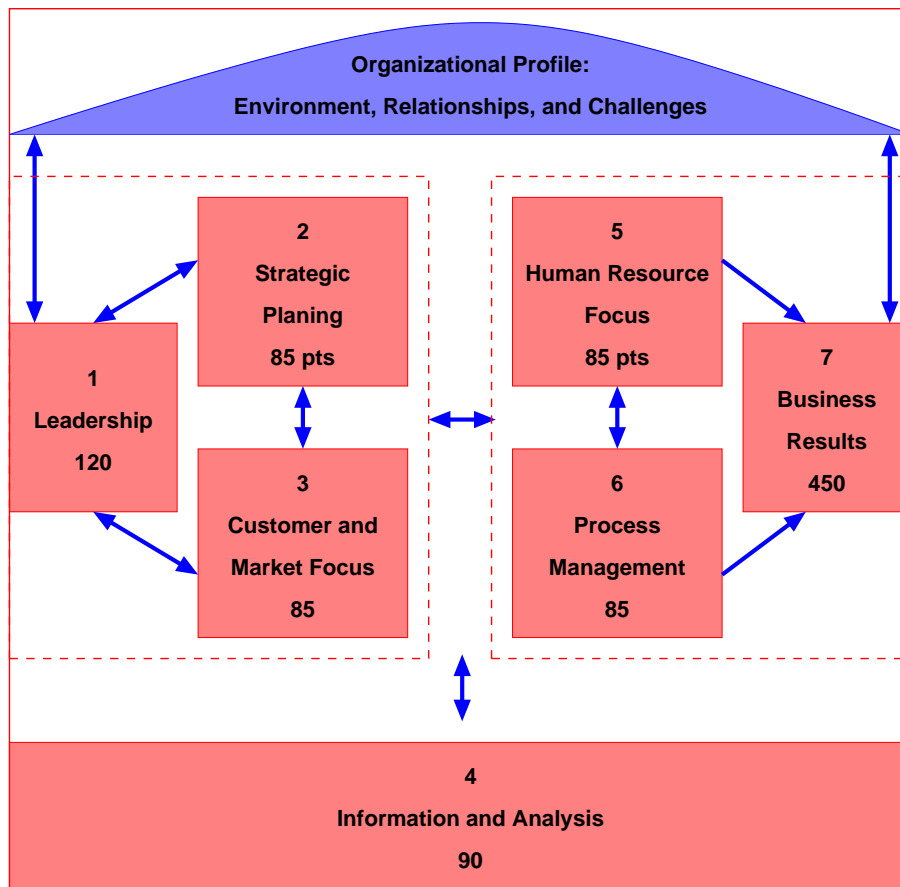 Organizational Profile:
Environment, Relationships, and Challenges
1
Leadership
120
2
Strategic
Planing
85 pts
3
Customer and
Market Focus
85
5
Human Resource
Focus
85 pts
6
Process
Management
85
7
Business
Results
450
4
Information and Analysis
90